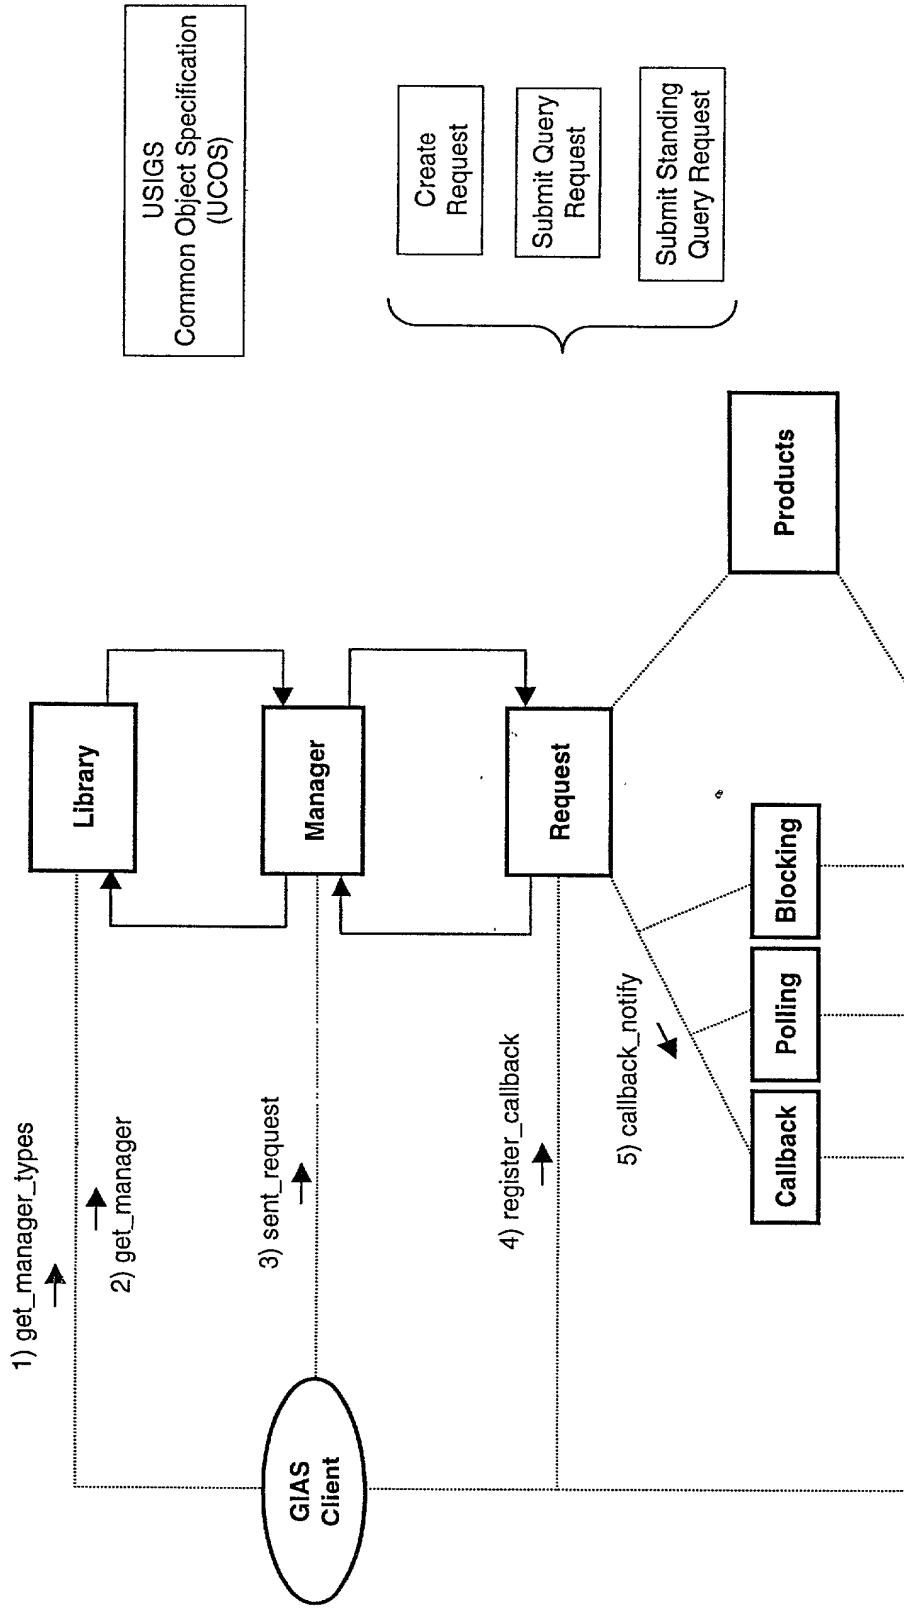 USIGS
Common Object Specification
(UCOS)
1) get_manager_types
2) get_manager
Library
3) sent_request
GIAS
Client
Manager
Create
Request
Submit Query
Request
Submit Standing
Query Request
4) register_callback
Request
5) callback_notify
Callback
Polling
Blocking
Products